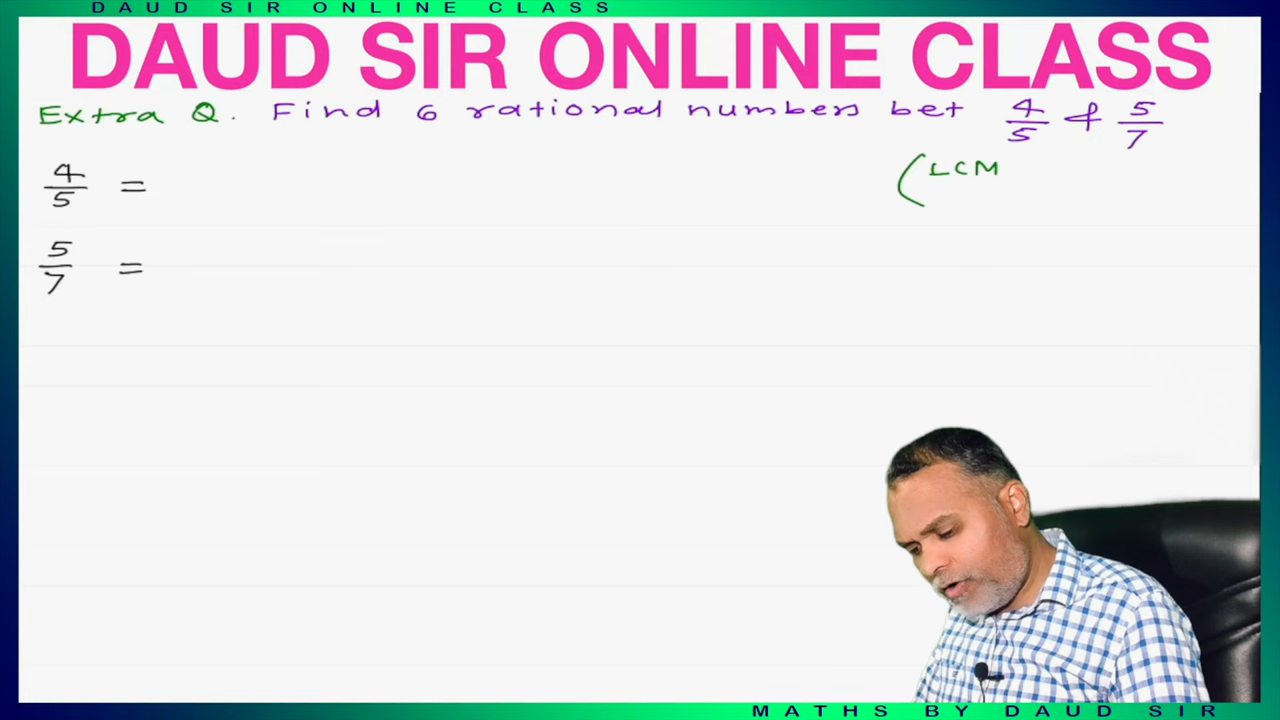 DAUD SIR ONLINE CLASS
DAUD SIR ONLINE CLASS
Extra Q. Find 6 rational numbers bet 4/5 & 5/7
(LCM
4/5 =
5/7 =
MATHS BY DAUD SIR